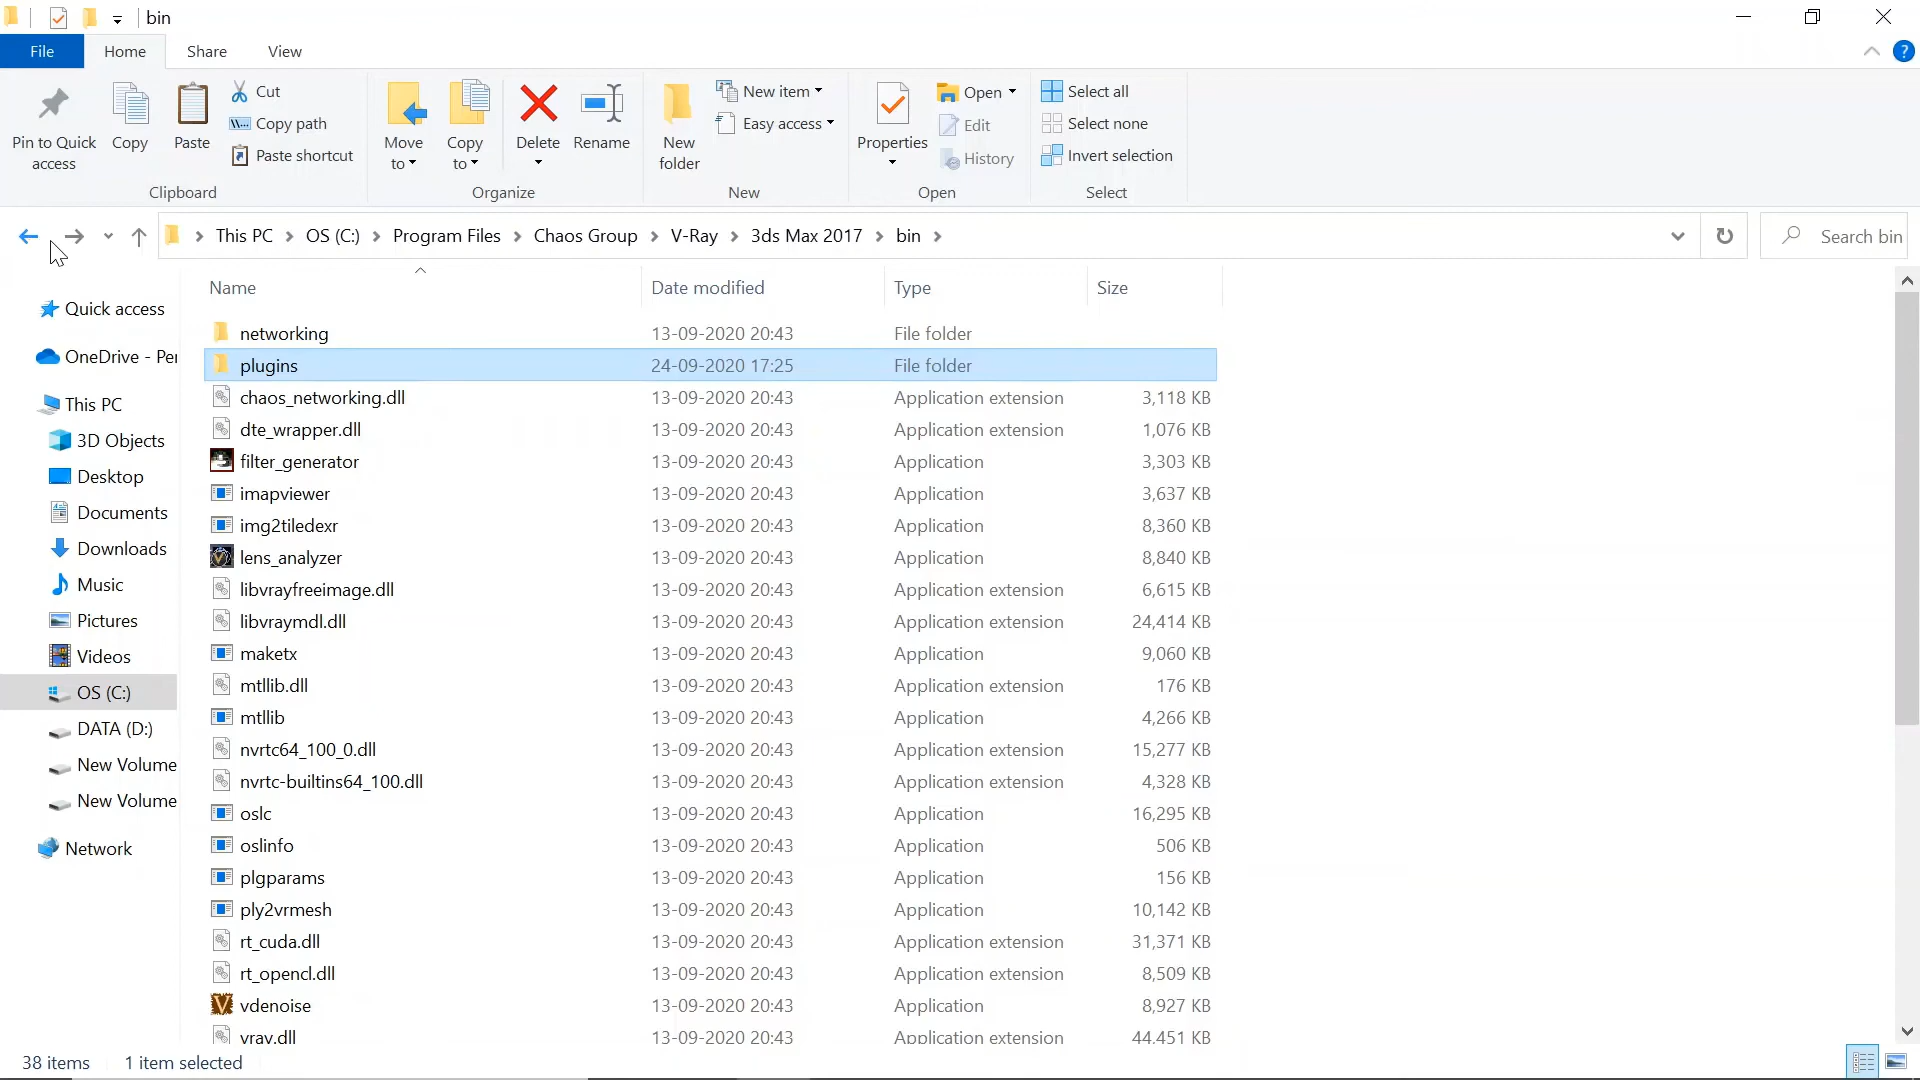 bin
File Home Share View
Pin to Quick access
Copy
Paste
Cut
Copy path
Paste shortcut
Clipboard
Move to
Copy to
Delete
Rename
Organize
New folder
New item
Easy access
New
Properties
Open
Edit
History
Open
Select all
Select none
Invert selection
Select
This PC > OS (C:) > Program Files > Chaos Group > V-Ray > 3ds Max 2017 > bin >
Search bin
Quick access
OneDrive - Per
This PC
3D Objects
Desktop
Documents
Downloads
Music
Pictures
Videos
OS (C:)
DATA (D:)
New Volume
New Volume
Network
Name Date modified Type Size
networking 13-09-2020 20:43 File folder
plugins 24-09-2020 17:25 File folder
chaos_networking.dll 13-09-2020 20:43 Application extension 3,118 KB
dte_wrapper.dll 13-09-2020 20:43 Application extension 1,076 KB
filter_generator 13-09-2020 20:43 Application 3,303 KB
imapviewer 13-09-2020 20:43 Application 3,637 KB
img2tiledexr 13-09-2020 20:43 Application 8,360 KB
lens_analyzer 13-09-2020 20:43 Application 8,840 KB
libvrayfreeimage.dll 13-09-2020 20:43 Application extension 6,615 KB
libvraymdl.dll 13-09-2020 20:43 Application extension 24,414 KB
maketx 13-09-2020 20:43 Application 9,060 KB
mtllib.dll 13-09-2020 20:43 Application extension 176 KB
mtllib 13-09-2020 20:43 Application 4,266 KB
nvrtc64_100_0.dll 13-09-2020 20:43 Application extension 15,277 KB
nvrtc-builtins64_100.dll 13-09-2020 20:43 Application extension 4,328 KB
oslc 13-09-2020 20:43 Application 16,295 KB
oslinfo 13-09-2020 20:43 Application 506 KB
plgparams 13-09-2020 20:43 Application 156 KB
ply2vrmesh 13-09-2020 20:43 Application 10,142 KB
rt_cuda.dll 13-09-2020 20:43 Application extension 31,371 KB
rt_opencl.dll 13-09-2020 20:43 Application extension 8,509 KB
vdenoise 13-09-2020 20:43 Application 8,927 KB
vray.dll 13-09-2020 20:43 Application extension 44,451 KB
38 items 1 item selected